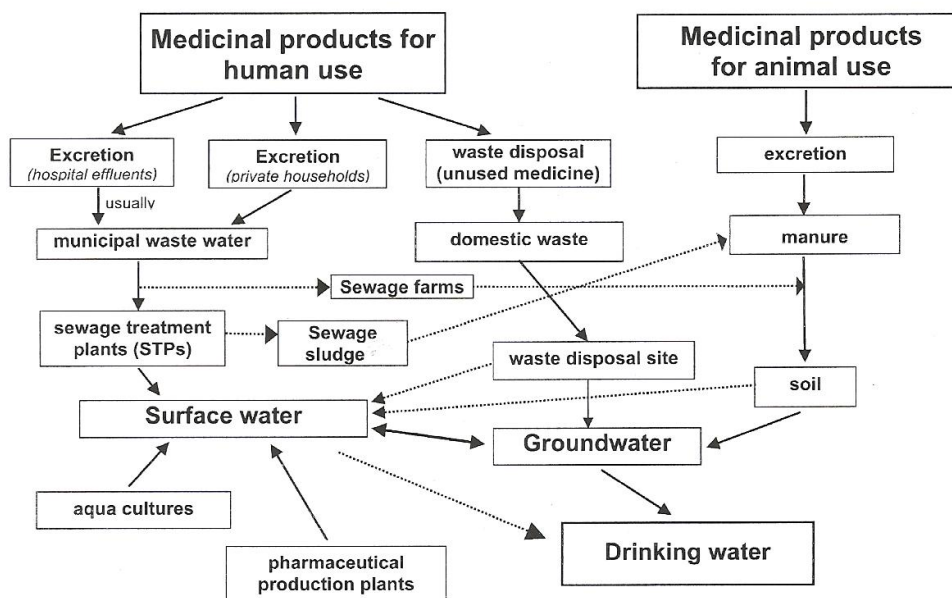 Medicinal products for
human use
Medicinal products
for animal use
Excretion
(hospital effluents)
Excretion
(private households)
waste disposal
(unused medicine)
excretion
usually
municipal waste water
domestic waste
manure
Sewage farms
sewage treatment
plants (STPs)
Sewage
sludge
waste disposal site
soil
Surface water
Groundwater
aqua cultures
Drinking water
pharmaceutical
production plants